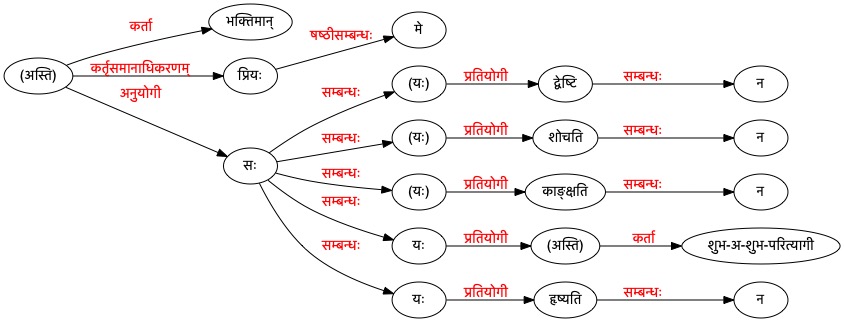 कर्ता
भक्तिमान्
षष्ठीसम्बन्धः
मे
(अस्ति)
कर्तृसमानाधिकरणम्
प्रियः
अनुयोगी
सम्बन्धः
(यः)
प्रतियोगी
द्वेष्टि
सम्बन्धः
न
सम्बन्धः
(यः)
प्रतियोगी
शोचति
सम्बन्धः
न
सः
सम्बन्धः
(यः)
प्रतियोगी
काङ्क्षति
सम्बन्धः
न
सम्बन्धः
यः
प्रतियोगी
(अस्ति)
कर्ता
शुभ-अ-शुभ-परित्यागी
सम्बन्धः
यः
प्रतियोगी
हृष्यति
सम्बन्धः
न